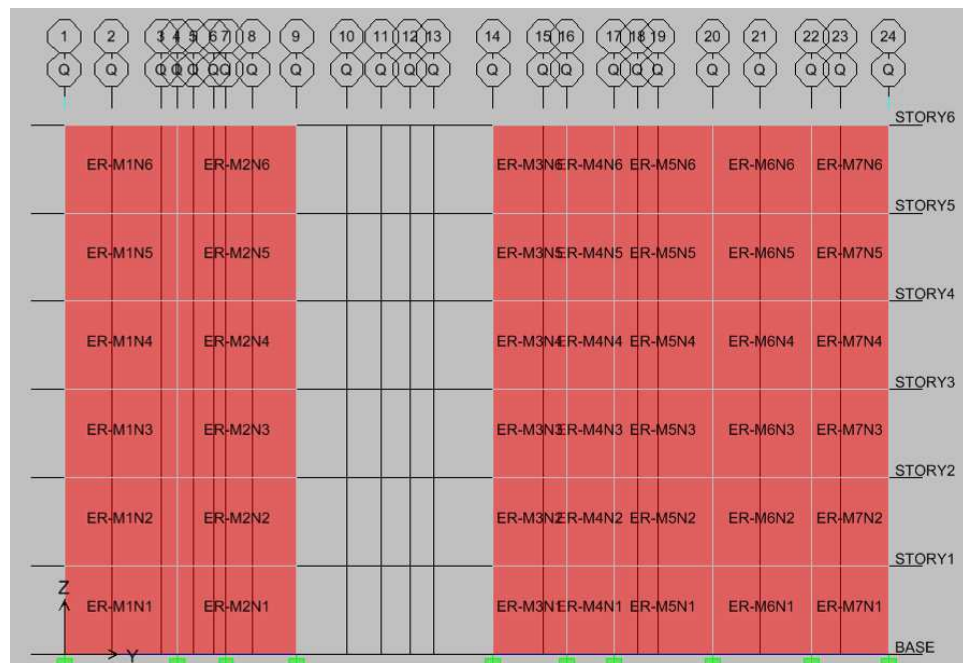 1 2 3 4 5 6 7 8 9 10 11 12 13 14 15 16 17 18 19 20 21 22 23 24
Q Q Q Q Q Q Q Q Q Q Q Q Q Q Q Q Q Q Q Q Q Q Q Q
STORY6
ER-M1N6 ER-M2N6 ER-M3N6 ER-M4N6 ER-M5N6 ER-M6N6 ER-M7N6
STORY5
ER-M1N5 ER-M2N5 ER-M3N5 ER-M4N5 ER-M5N5 ER-M6N5 ER-M7N5
STORY4
ER-M1N4 ER-M2N4 ER-M3N4 ER-M4N4 ER-M5N4 ER-M6N4 ER-M7N4
STORY3
ER-M1N3 ER-M2N3 ER-M3N3 ER-M4N3 ER-M5N3 ER-M6N3 ER-M7N3
STORY2
ER-M1N2 ER-M2N2 ER-M3N2 ER-M4N2 ER-M5N2 ER-M6N2 ER-M7N2
STORY1
Z
ER-M1N1 ER-M2N1 ER-M3N1 ER-M4N1 ER-M5N1 ER-M6N1 ER-M7N1
Y BASE